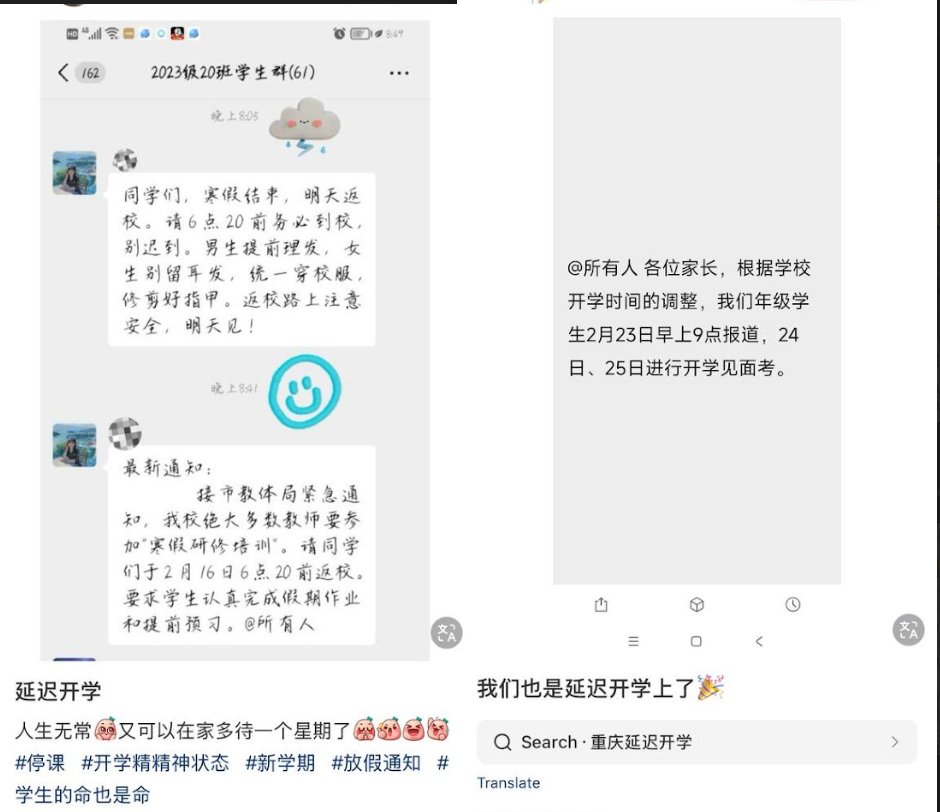 HD 46 8:49
162 2023级20班学生群(61) ...
晚上8:05
同学们，寒假结束，明天返
校。请6点20前务必到校，
别迟到。男生提前理发，女
生别留耳发，统一穿校服，
修剪好指甲。返校路上注意
安全，明天见！
晚上8:41
最新通知：
接市教体局紧急通
知，我校绝大多数教师要参
加"寒假研修培训"。请同学
们于2月16日6点20前返校。
要求学生认真完成假期作业
和提前预习。@所有人
文A
延迟开学
人生无常又可以在家多待一个星期了
#停课 #开学精精神状态 #新学期 #放假通知 #
学生的命也是命
@所有人 各位家长，根据学校
开学时间的调整，我们年级学
生2月23日早上9点报道，24
日、25日进行开学见面考。
文A
我们也是延迟开学上了
Search · 重庆延迟开学
Translate